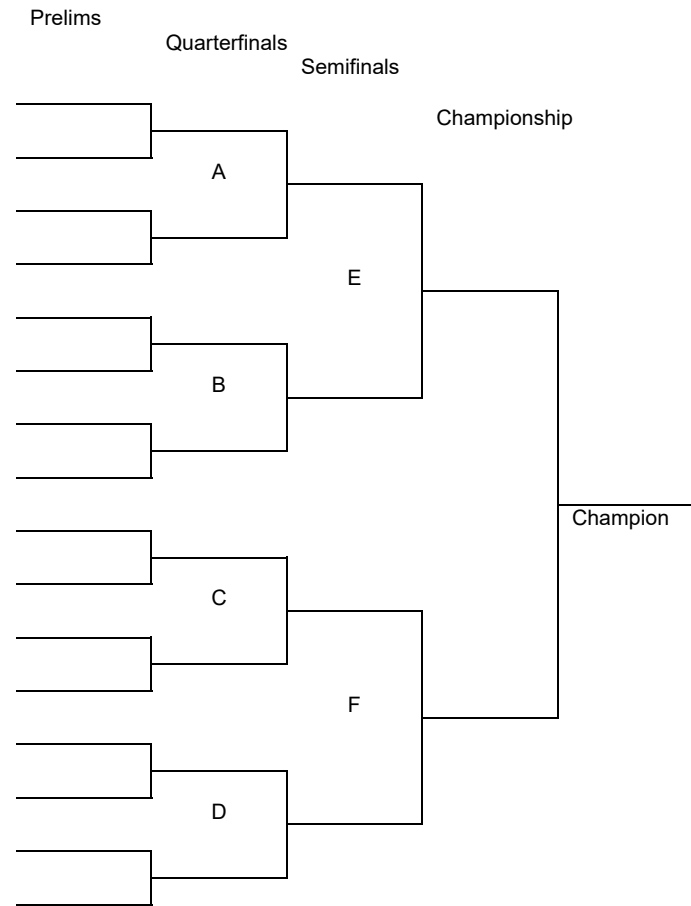 Prelims
Quarterfinals
Semifinals
Championship
A
E
B
Champion
C
F
D